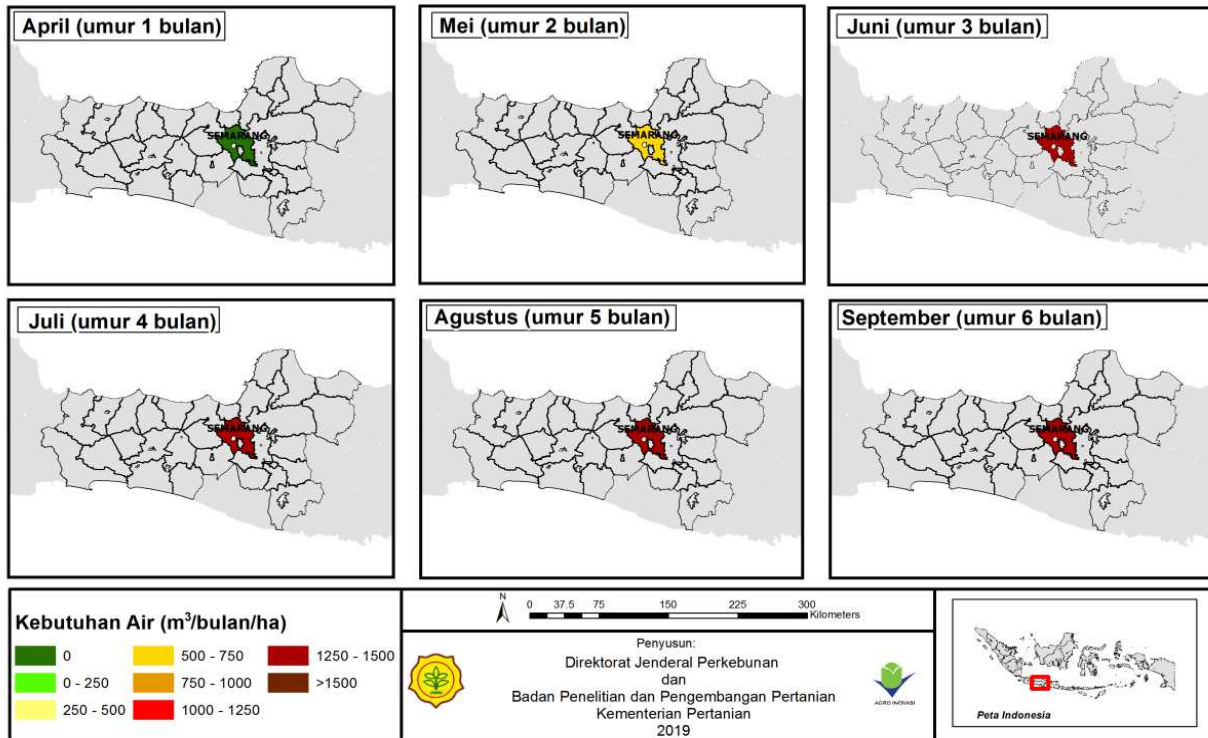 April (umur 1 bulan)
SEMARANG
Mei (umur 2 bulan)
SEMARANG
Juni (umur 3 bulan)
SEMARANG
Juli (umur 4 bulan)
SEMARANG
Agustus (umur 5 bulan)
SEMARANG
September (umur 6 bulan)
SEMARANG
Kebutuhan Air (m³/bulan/ha)
0
0 - 250
250 - 500
500 - 750
750 - 1000
1000 - 1250
1250 - 1500
>1500
N
0 37.5 75 150 225 300
Kilometers
Penyusun:
Direktorat Jenderal Perkebunan
dan
Badan Penelitian dan Pengembangan Pertanian
Kementerian Pertanian
2019
AGRO INOVASI
Peta Indonesia